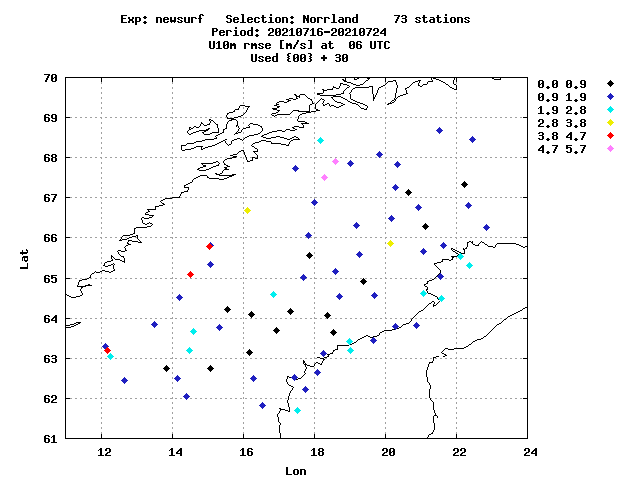 Exp: newsurf Selection: Norrland 73 stations
Period: 20210716-20210724
U10m rmse [m/s] at 06 UTC
Used {00} + 30
70
69
68
67
66
65
64
63
62
61
Lat
12 14 16 18 20 22 24
Lon
0.0 0.9
0.9 1.9
1.9 2.8
2.8 3.8
3.8 4.7
4.7 5.7